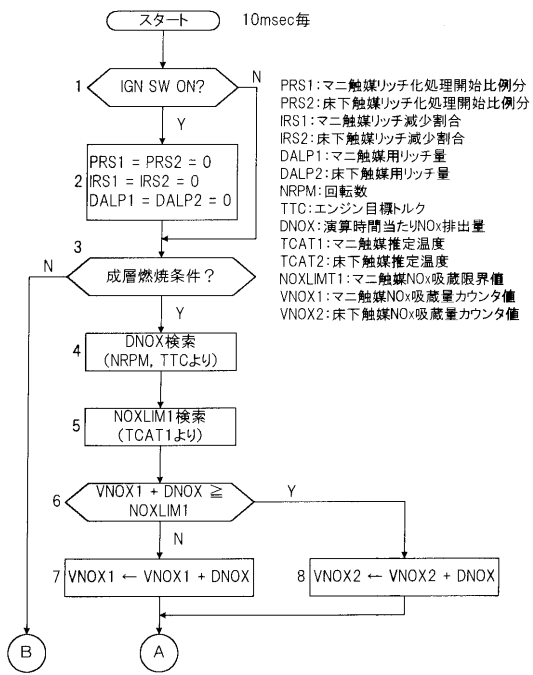 スタート
10msec毎
1
IGN SW ON?
N
Y
2
PRS1 = PRS2 = 0
IRS1 = IRS2 = 0
DALP1 = DALP2 = 0
PRS1:マニ触媒リッチ化処理開始比例分
PRS2:床下触媒リッチ化処理開始比例分
IRS1:マニ触媒リッチ減少割合
IRS2:床下触媒リッチ減少割合
DALP1:マニ触媒用リッチ量
DALP2:床下触媒用リッチ量
NRPM:回転数
TTC:エンジン目標トルク
DNOX:演算時間当たりNOx排出量
TCAT1:マニ触媒推定温度
TCAT2:床下触媒推定温度
NOXLIMT1:マニ触媒NOx吸蔵限界値
VNOX1:マニ触媒NOx吸蔵量カウンタ値
VNOX2:床下触媒NOx吸蔵量カウンタ値
3
N
成層燃焼条件?
Y
4
DNOX検索
(NRPM, TTCより)
5
NOXLIM1検索
(TCAT1より)
6
VNOX1 + DNOX ≧
NOXLIM1
Y
N
7
VNOX1 ← VNOX1 + DNOX
8
VNOX2 ← VNOX2 + DNOX
B
A